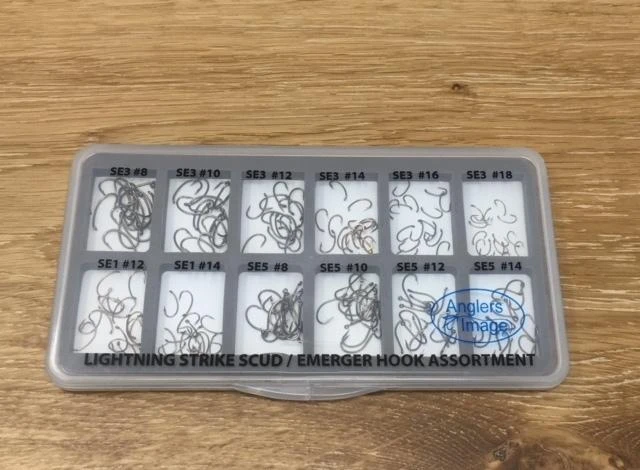 SE3 #8 SE3 #10 SE3 #12 SE3 #14 SE3 #16 SE3 #18
SE1 #12 SE1 #14 SE5 #8 SE5 #10 SE5 #12 SE5 #14
Anglers
Image
LIGHTNING STRIKE SCUD / EMERGER HOOK ASSORTMENT